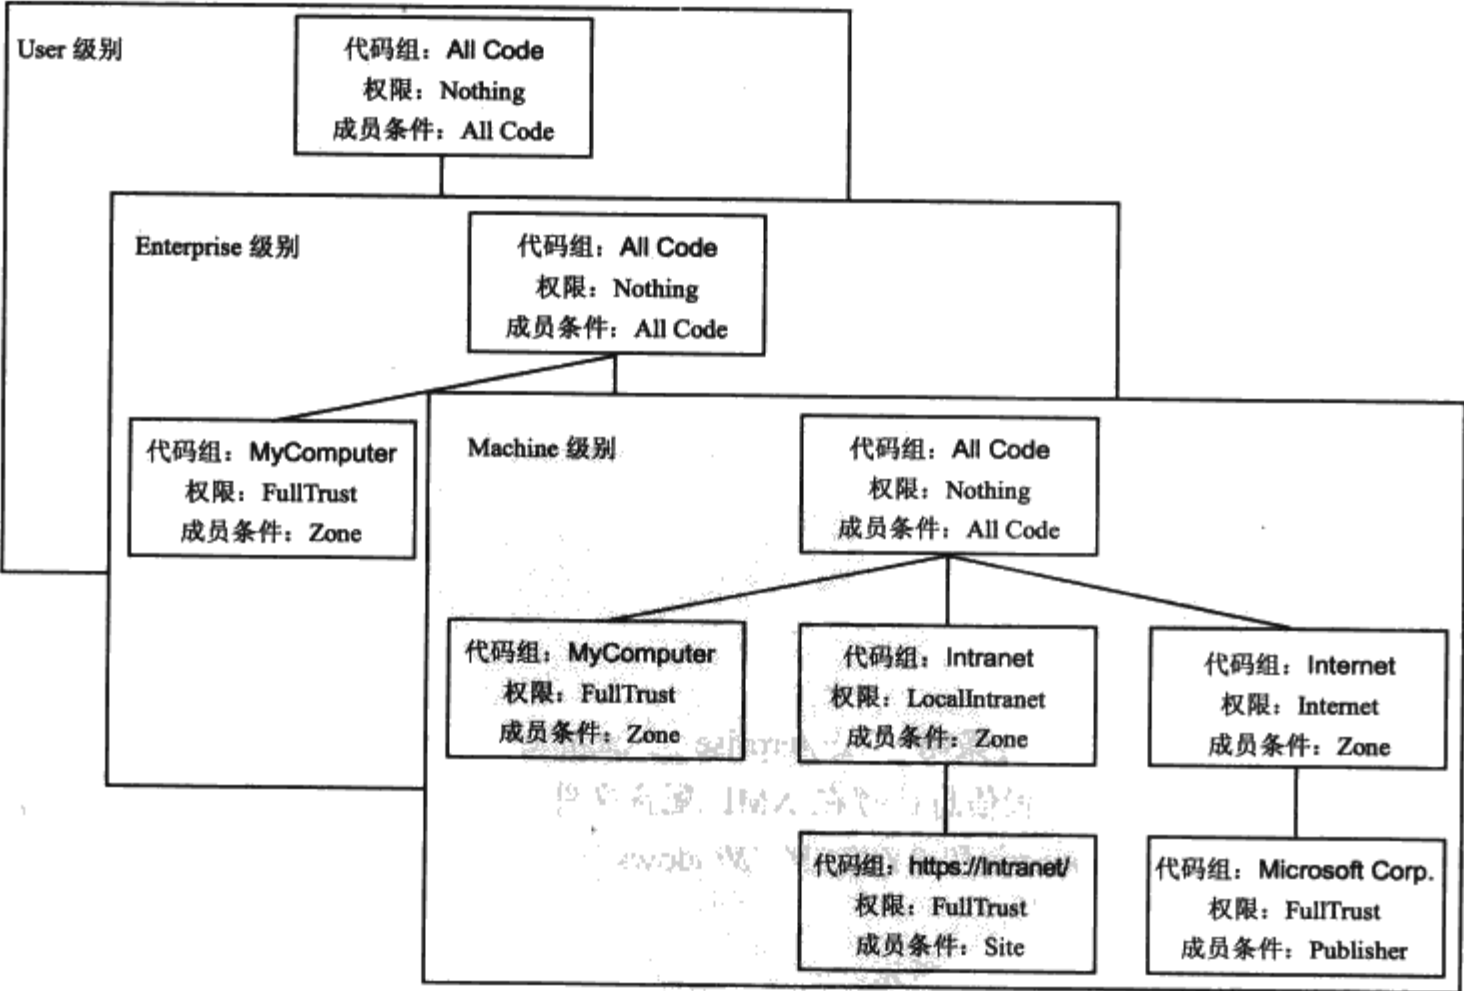 User 级别
代码组：All Code
权限：Nothing
成员条件：All Code
Enterprise 级别
代码组：All Code
权限：Nothing
成员条件：All Code
代码组：MyComputer
权限：FullTrust
成员条件：Zone
Machine 级别
代码组：All Code
权限：Nothing
成员条件：All Code
代码组：MyComputer
权限：FullTrust
成员条件：Zone
代码组：Intranet
权限：LocalIntranet
成员条件：Zone
代码组：Internet
权限：Internet
成员条件：Zone
代码组：https://Intranet/
权限：FullTrust
成员条件：Site
代码组：Microsoft Corp.
权限：FullTrust
成员条件：Publisher